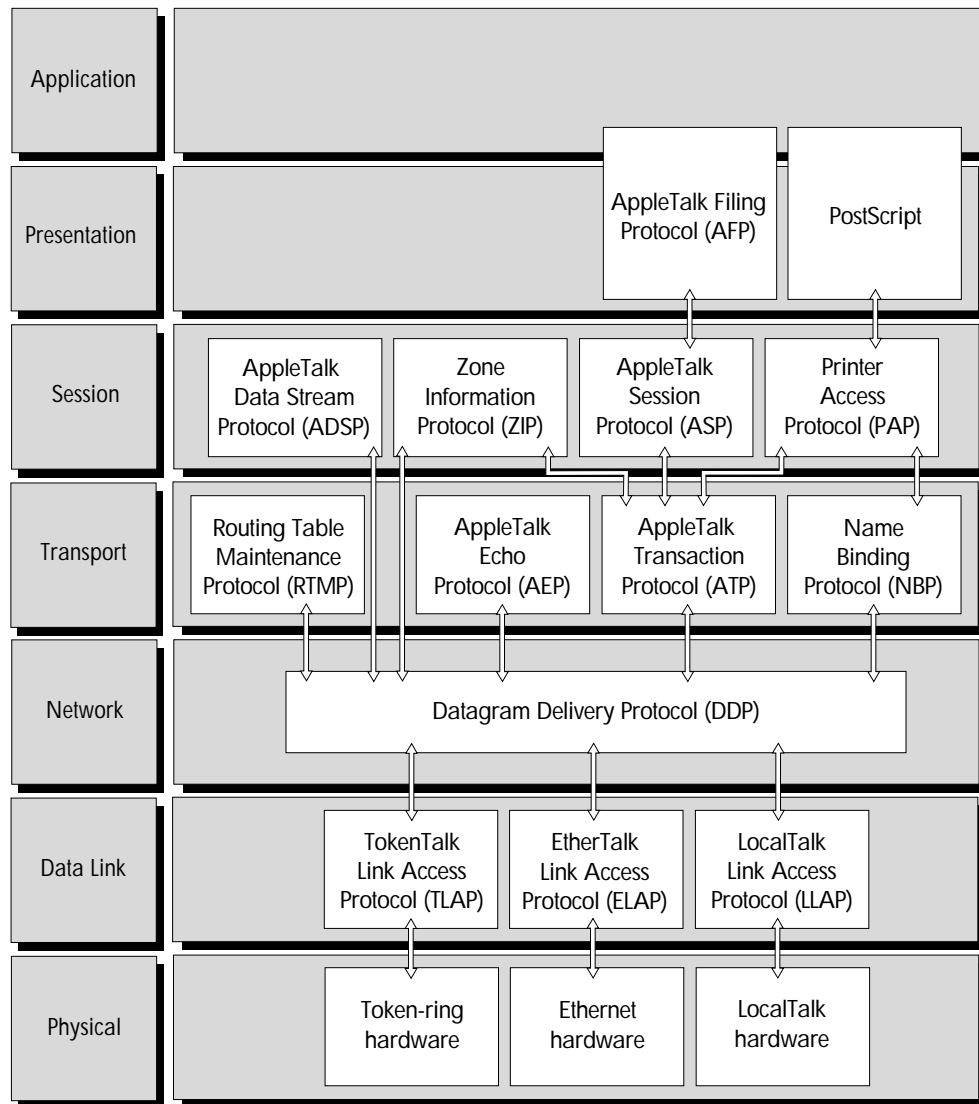 Application
Presentation
AppleTalk Filing
Protocol (AFP)
PostScript
Session
AppleTalk
Data Stream
Protocol (ADSP)
Zone
Information
Protocol (ZIP)
AppleTalk
Session
Protocol (ASP)
Printer
Access
Protocol (PAP)
Transport
Routing Table
Maintenance
Protocol (RTMP)
AppleTalk
Echo
Protocol (AEP)
AppleTalk
Transaction
Protocol (ATP)
Name
Binding
Protocol (NBP)
Network
Datagram Delivery Protocol (DDP)
Data Link
TokenTalk
Link Access
Protocol (TLAP)
EtherTalk
Link Access
Protocol (ELAP)
LocalTalk
Link Access
Protocol (LLAP)
Physical
Token-ring
hardware
Ethernet
hardware
LocalTalk
hardware